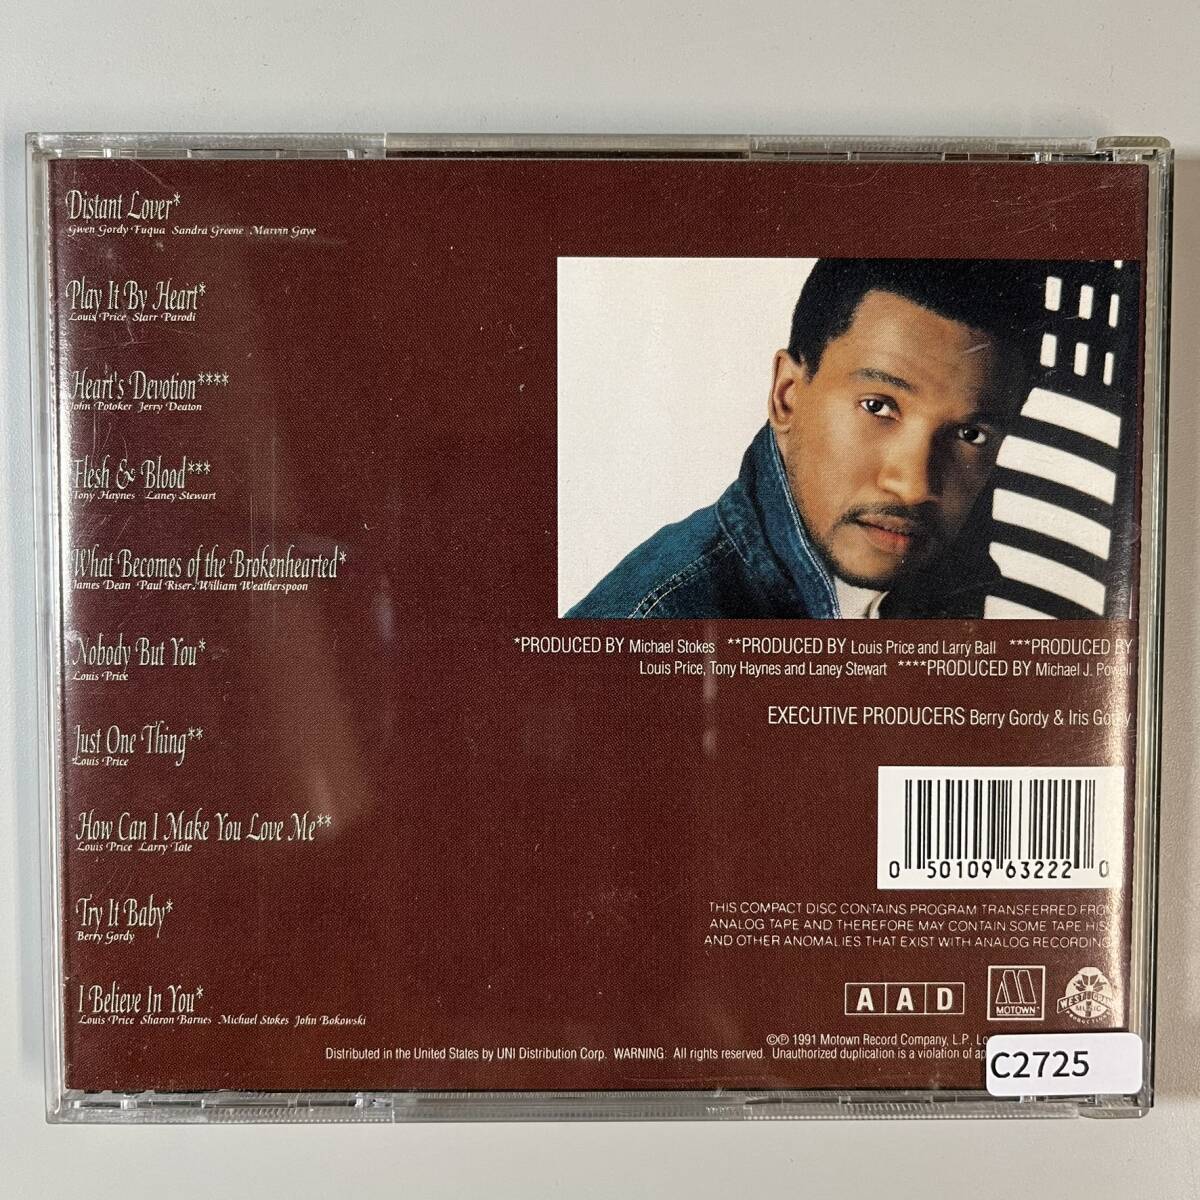 Distant Lover*
Gwen Gordy Fuqua Sandra Greene Marvin Gaye
Play It By Heart*
Louis Price Starr Parodi
Heart's Devotion****
John Potoker Jerry Deaton
Flesh & Blood***
Tony Haynes Laney Stewart
What Becomes of the Brokenhearted*
James Dean Paul Riser William Weatherspoon
Nobody But You*
Louis Price
Just One Thing**
Louis Price
How Can I Make You Love Me**
Louis Price Larry Tate
Try It Baby*
Berry Gordy
I Believe In You*
Louis Price Sharon Barnes Michael Stokes John Bokowski
*PRODUCED BY Michael Stokes **PRODUCED BY Louis Price and Larry Ball ***PRODUCED BY
Louis Price, Tony Haynes and Laney Stewart ****PRODUCED BY Michael J. Powell
EXECUTIVE PRODUCERS Berry Gordy & Iris Gordy
0 50109 63222 0
THIS COMPACT DISC CONTAINS PROGRAM TRANSFERRED FROM
ANALOG TAPE AND THEREFORE MAY CONTAIN SOME TAPE HISS
AND OTHER ANOMALIES THAT EXIST WITH ANALOG RECORDING
AAD
M
MOTOWN
WEST GRAND
MUSIC
PRODUCTIONS
©℗ 1991 Motown Record Company, L.P.
Distributed in the United States by UNI Distribution Corp. WARNING: All rights reserved. Unauthorized duplication is a violation of
C2725